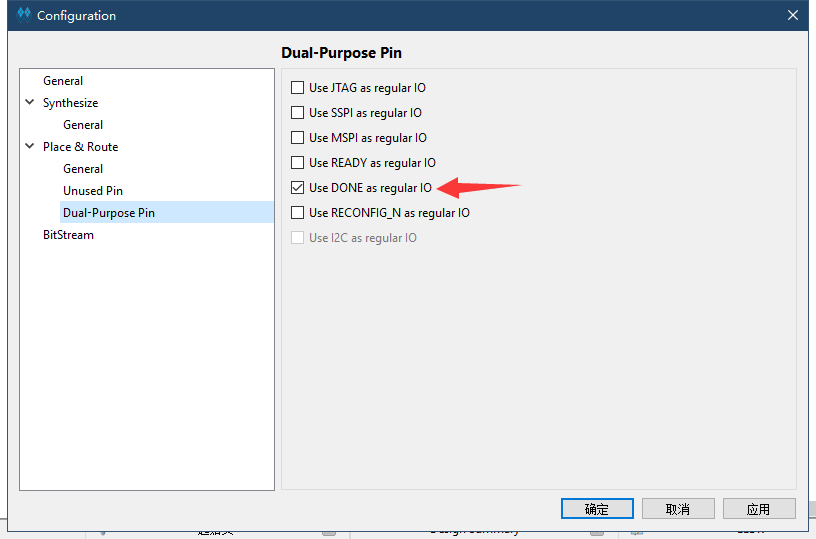 Configuration
Dual-Purpose Pin
General
Synthesize
General
Place & Route
General
Unused Pin
Dual-Purpose Pin
BitStream
Use JTAG as regular IO
Use SSPI as regular IO
Use MSPI as regular IO
Use READY as regular IO
Use DONE as regular IO
Use RECONFIG_N as regular IO
Use I2C as regular IO
确定
取消
应用